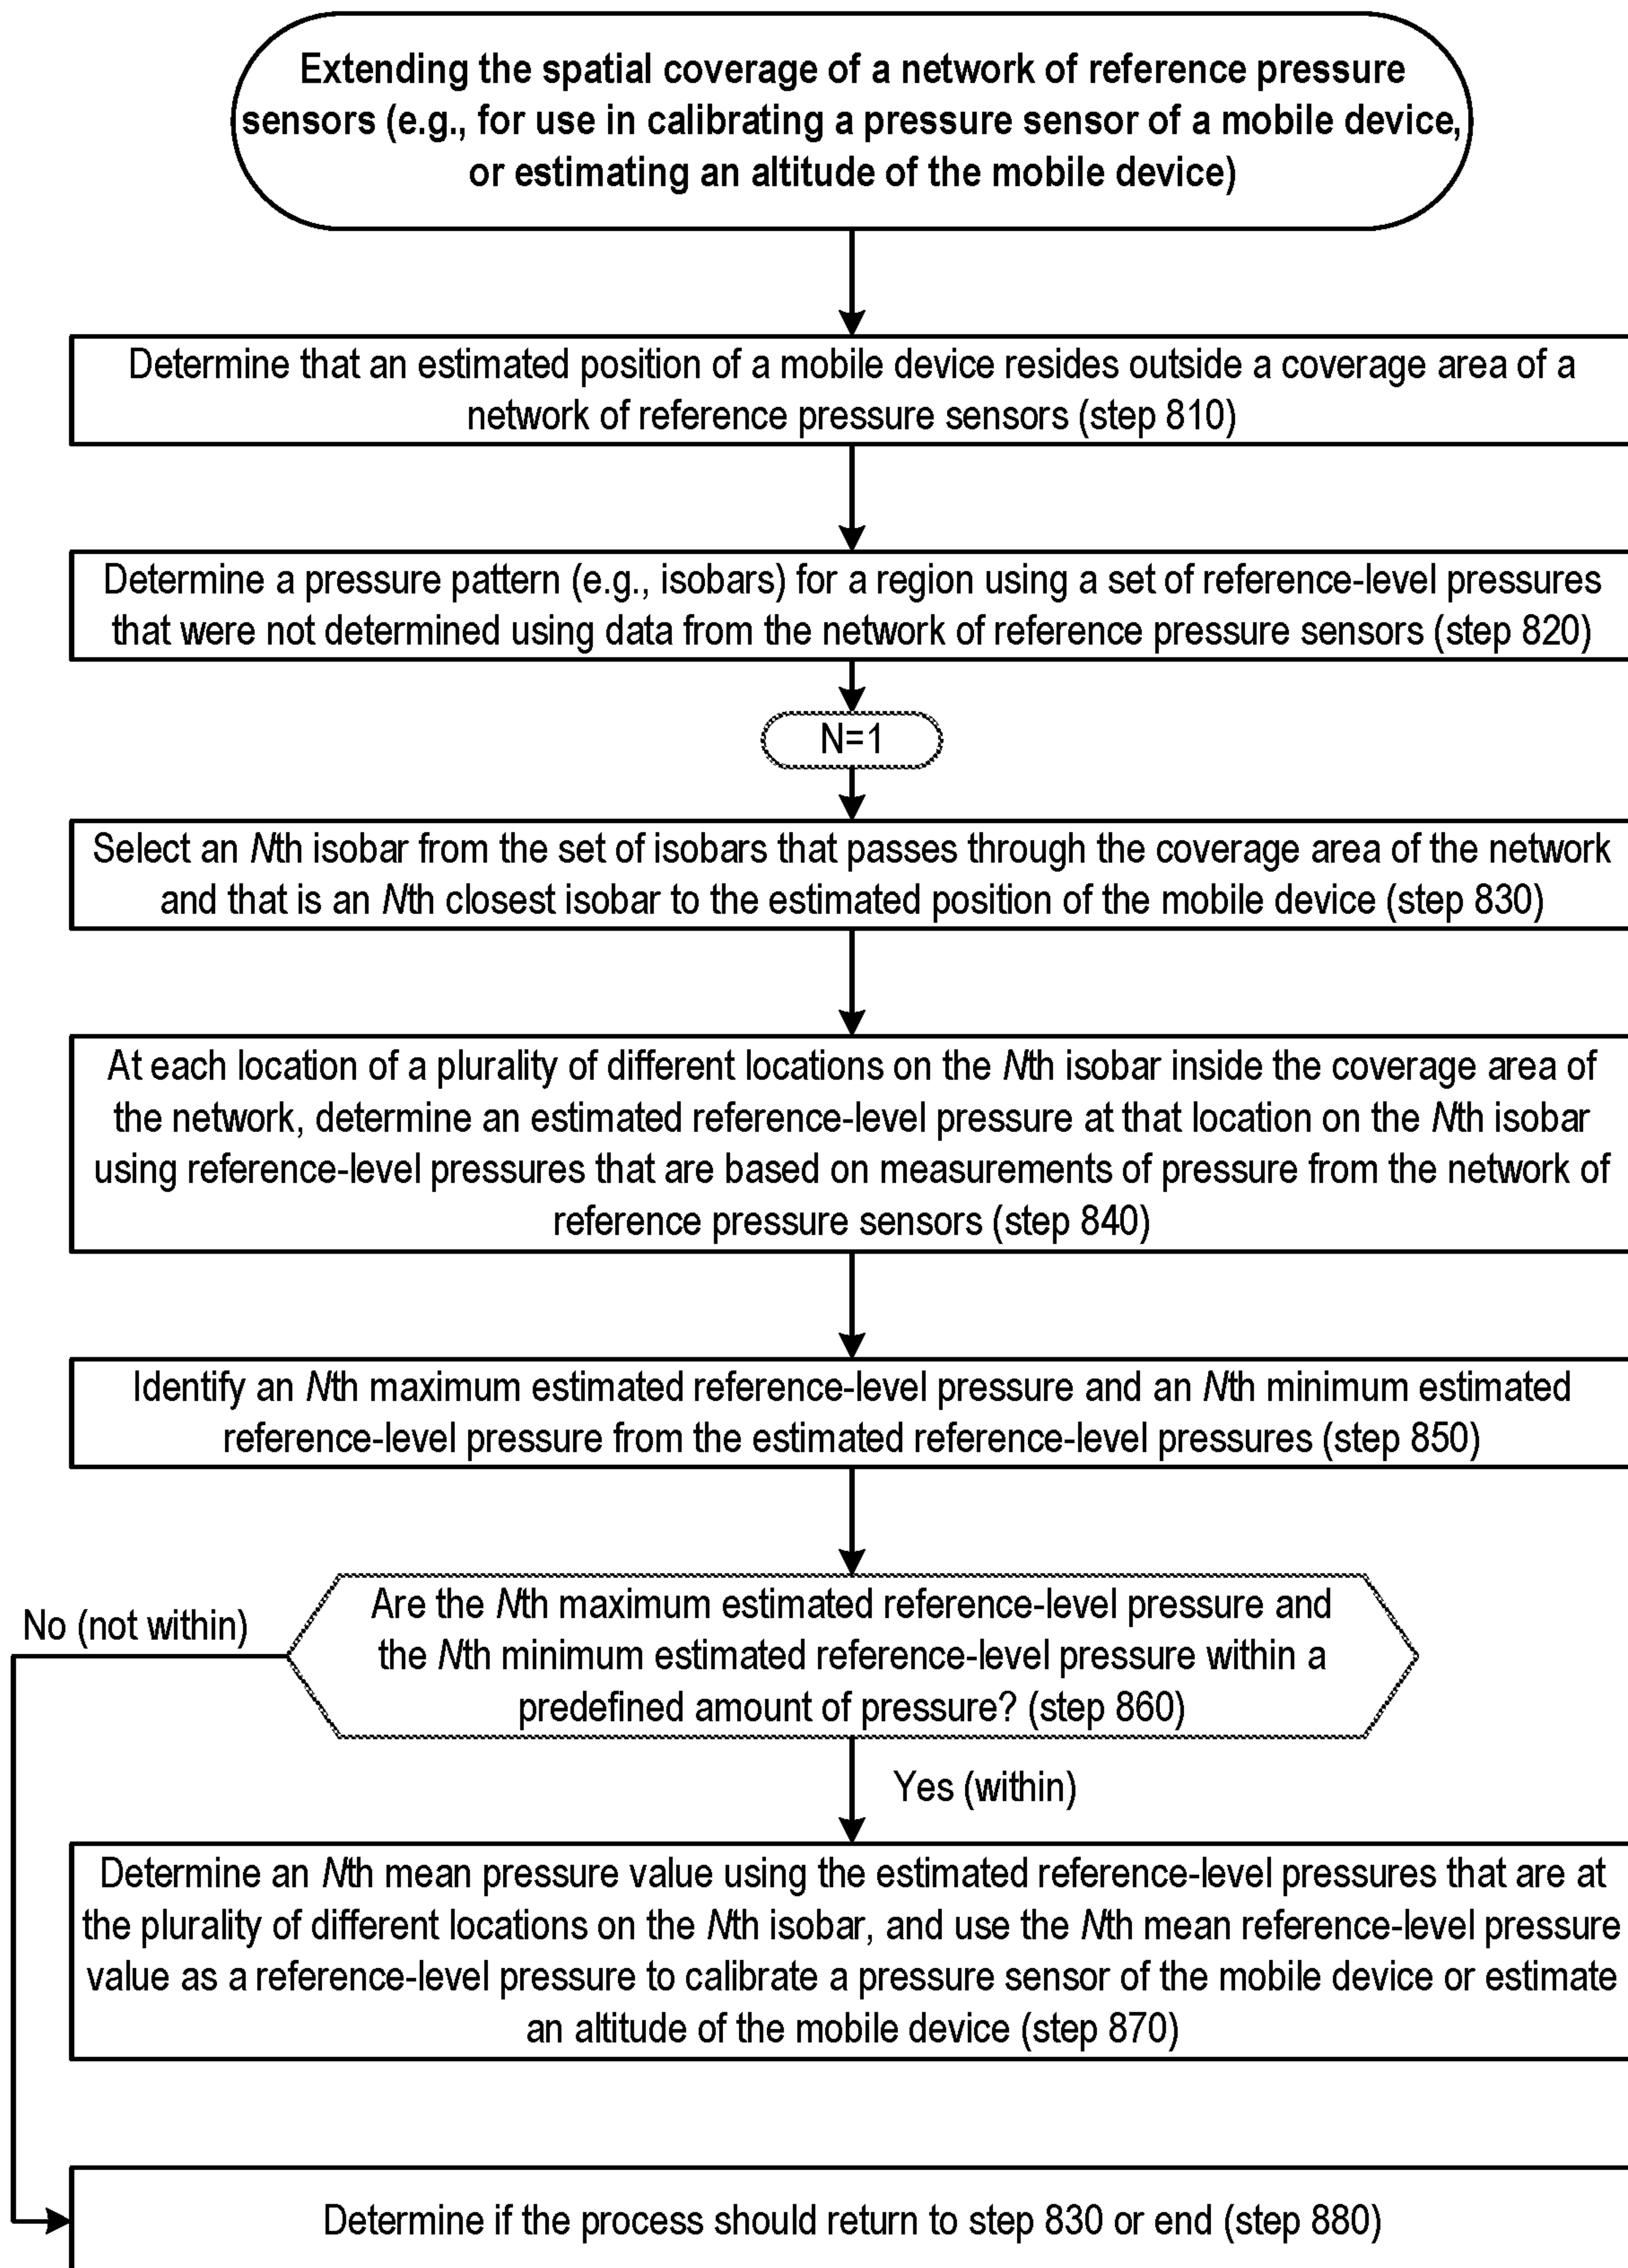 Extending the spatial coverage of a network of reference pressure
sensors (e.g., for use in calibrating a pressure sensor of a mobile device,
or estimating an altitude of the mobile device)
Determine that an estimated position of a mobile device resides outside a coverage area of a
network of reference pressure sensors (step 810)
Determine a pressure pattern (e.g., isobars) for a region using a set of reference-level pressures
that were not determined using data from the network of reference pressure sensors (step 820)
N=1
Select an Nth isobar from the set of isobars that passes through the coverage area of the network
and that is an Nth closest isobar to the estimated position of the mobile device (step 830)
At each location of a plurality of different locations on the Nth isobar inside the coverage area of
the network, determine an estimated reference-level pressure at that location on the Nth isobar
using reference-level pressures that are based on measurements of pressure from the network of
reference pressure sensors (step 840)
Identify an Nth maximum estimated reference-level pressure and an Nth minimum estimated
reference-level pressure from the estimated reference-level pressures (step 850)
Are the Nth maximum estimated reference-level pressure and
the Nth minimum estimated reference-level pressure within a
predefined amount of pressure? (step 860)
No (not within)
Yes (within)
Determine an Nth mean pressure value using the estimated reference-level pressures that are at
the plurality of different locations on the Nth isobar, and use the Nth mean reference-level pressure
value as a reference-level pressure to calibrate a pressure sensor of the mobile device or estimate
an altitude of the mobile device (step 870)
Determine if the process should return to step 830 or end (step 880)